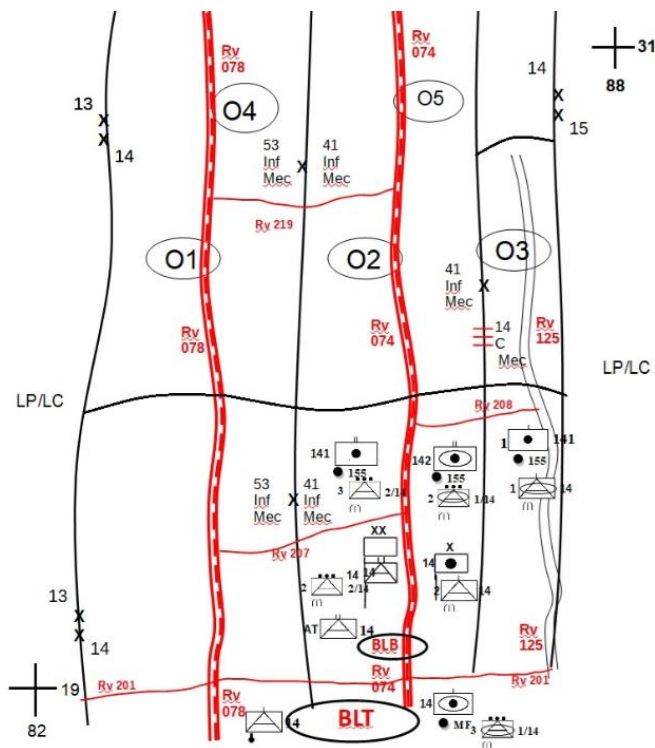 Rv
078
Rv
074
31
88
14
15
O4
O5
13
14
53
Inf
Mec
41
Inf
Mec
Rv 219
O1
O2
O3
41
Inf
Mec
14
C
Mec
Rv
078
Rv
074
Rv
125
LP/LC
LP/LC
Rv 208
141
155
142
155
1
141
155
3
2/14
2
1/14
1
14
53
Inf
Mec
41
Inf
Mec
Rv 207
XX
X
14
14
14
2
2/14
2
14
13
14
AT
14
BLB
Rv
125
19
82
Rv 201
Rv
078
Rv
074
Rv 201
14
BLT
14
MF
3
1/14